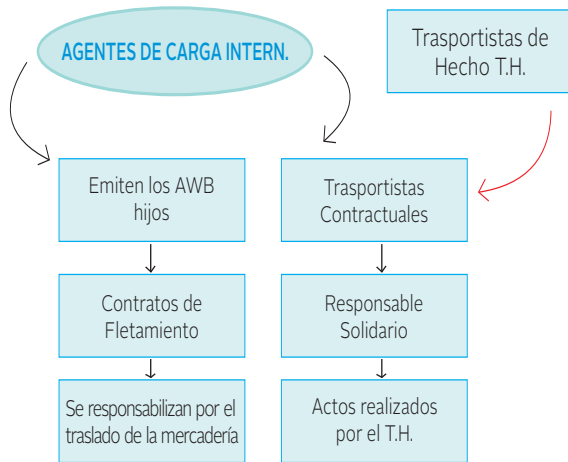 AGENTES DE CARGA INTERN.
Trasportistas de
Hecho T.H.
Emiten los AWB
hijos
Trasportistas
Contractuales
Contratos de
Fletamiento
Responsable
Solidario
Se responsabilizan por el
traslado de la mercadería
Actos realizados
por el T.H.